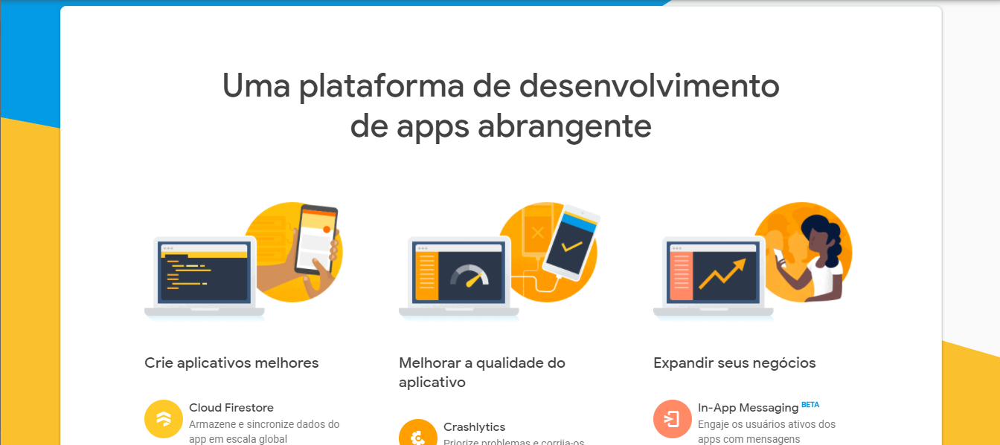 Uma plataforma de desenvolvimento
de apps abrangente
Crie aplicativos melhores
Cloud Firestore
Armazene e sincronize dados do
app em escala global
Melhorar a qualidade do
aplicativo
Crashlytics
Priorize problemas e corrija-os
Expandir seus negócios
In-App Messaging BETA
Engaje os usuários ativos dos
apps com mensagens